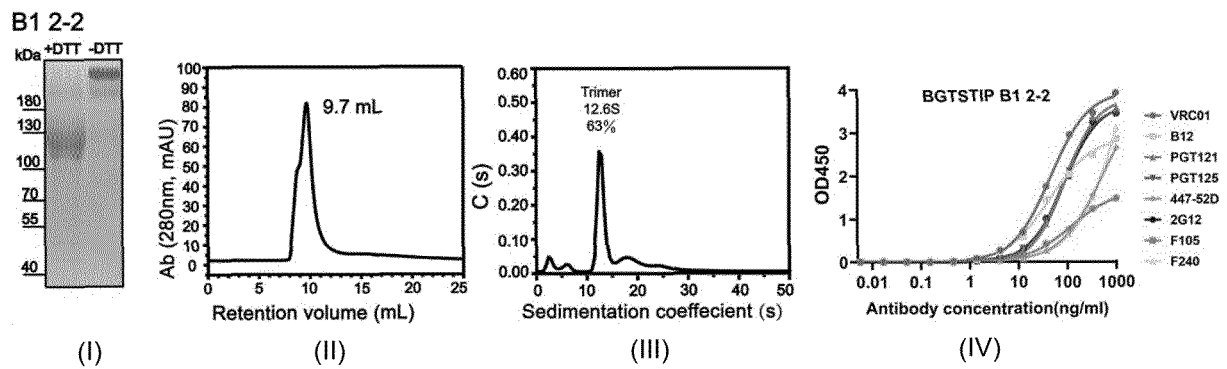 B1 2-2
kDa +DTT -DTT
180
130
100
70
55
40
(I)
100
90
80
70
60
50
40
30
20
10
0
Ab (280nm, mAU)
9.7 mL
0 5 10 15 20 25
Retention volume (mL)
(II)
0.60
0.50
0.40
0.30
0.20
0.10
0.00
C (s)
Trimer
12.6S
63%
0 10 20 30 40 50
Sedimentation coeffecient (s)
(III)
4
3
2
1
0
OD450
BGTSTIP B1 2-2
0.01 0.1 1 10 100 1000
Antibody concentration(ng/ml)
VRC01
B12
PGT121
PGT125
447-52D
2G12
F105
F240
(IV)